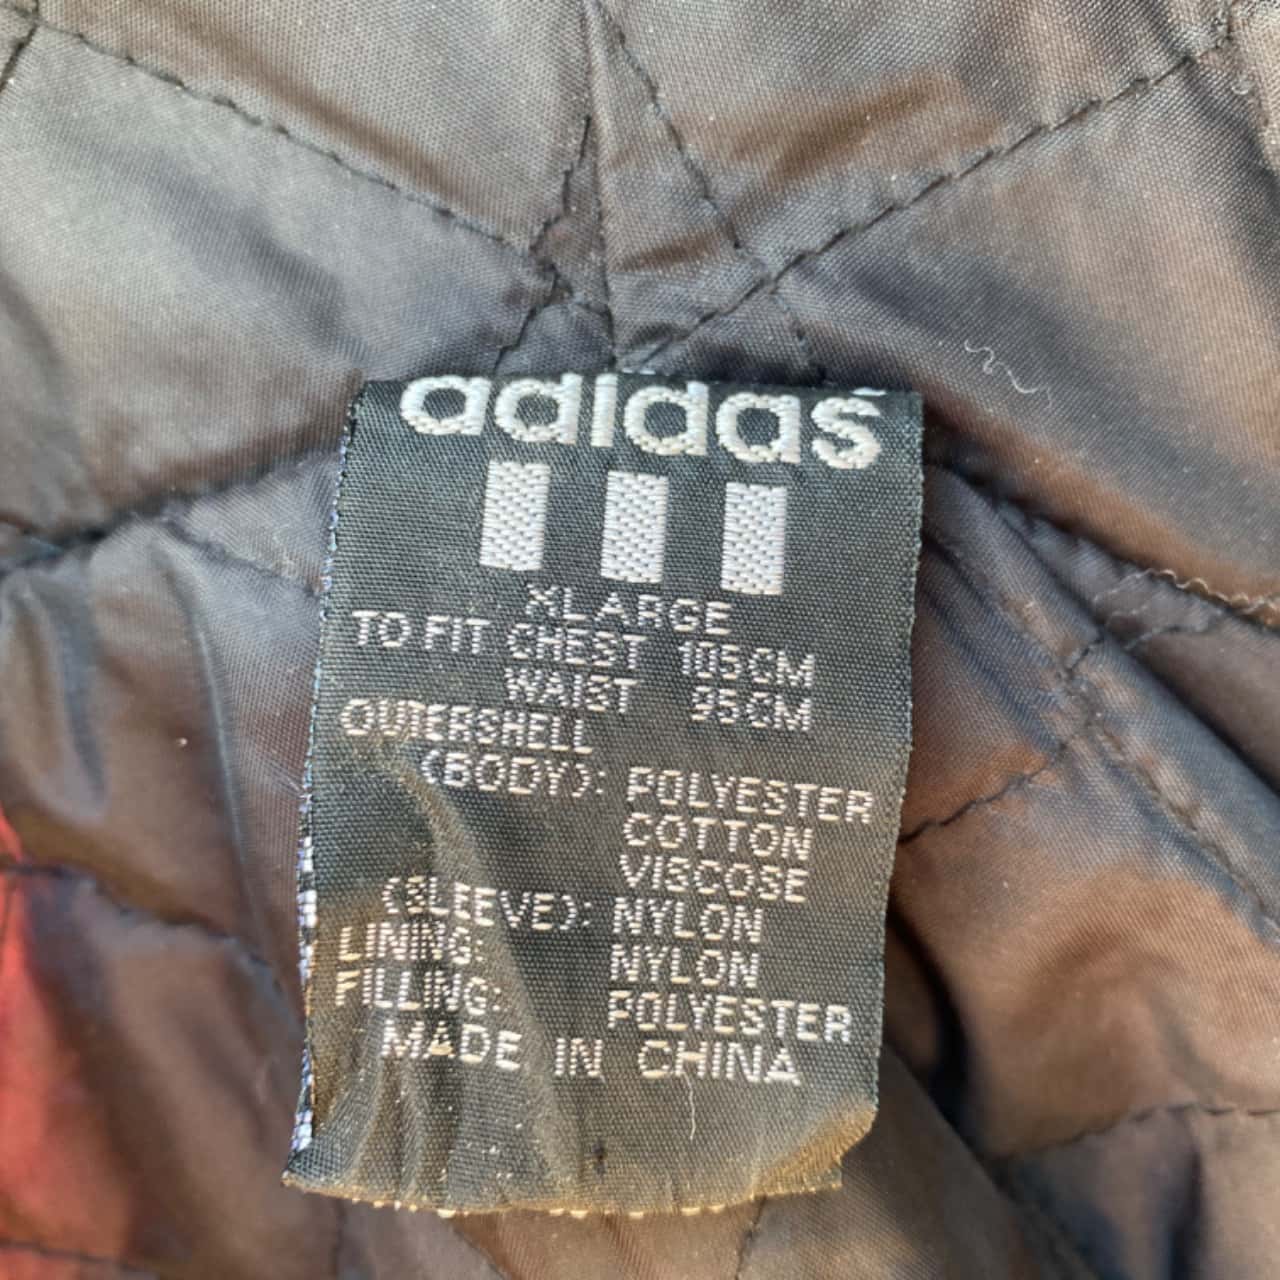 adidas
XLARGE
TO FIT CHEST 105CM
WAIST 95CM
OUTERSHELL
(BODY): POLYESTER
COTTON
VISCOSE
(SLEEVE): NYLON
LINING: NYLON
FILLING: POLYESTER
MADE IN CHINA